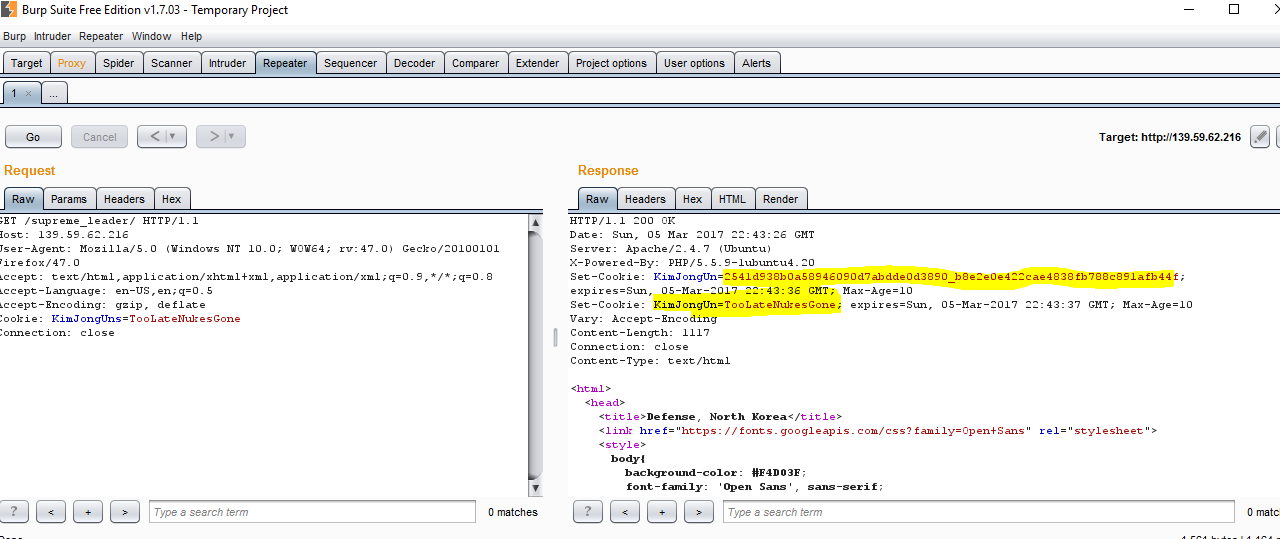 Burp Suite Free Edition v1.7.03 - Temporary Project
Burp Intruder Repeater Window Help
Target Proxy Spider Scanner Intruder Repeater Sequencer Decoder Comparer Extender Project options User options Alerts
1 × ...
Go Cancel < > Target: http://139.59.62.216
Request
Raw Params Headers Hex
GET /supreme_leader/ HTTP/1.1
Host: 139.59.62.216
User-Agent: Mozilla/5.0 (Windows NT 10.0; WOW64; rv:47.0) Gecko/20100101
Firefox/47.0
Accept: text/html,application/xhtml+xml,application/xml;q=0.9,*/*;q=0.8
Accept-Language: en-US,en;q=0.5
Accept-Encoding: gzip, deflate
Cookie: KimJongUns=TooLateNukesGone
Connection: close
? < + > Type a search term 0 matches
Response
Raw Headers Hex HTML Render
HTTP/1.1 200 OK
Date: Sun, 05 Mar 2017 22:43:26 GMT
Server: Apache/2.4.7 (Ubuntu)
X-Powered-By: PHP/5.5.9-1ubuntu4.20
Set-Cookie: KimJongUn=2541d938b0a58946090d7abdde0d3890_b8e2e0e422cae4838fb788c891afb44f;
expires=Sun, 05-Mar-2017 22:43:36 GMT; Max-Age=10
Set-Cookie: KimJongUn=TooLateNukesGone; expires=Sun, 05-Mar-2017 22:43:37 GMT; Max-Age=10
Vary: Accept-Encoding
Content-Length: 1117
Connection: close
Content-Type: text/html
<html>
<head>
<title>Defense, North Korea</title>
<link href="https://fonts.googleapis.com/css?family=Open+Sans" rel="stylesheet">
<style>
body{
background-color: #F4D03F;
font-family: 'Open Sans', sans-serif;
? < + > Type a search term 0 matc